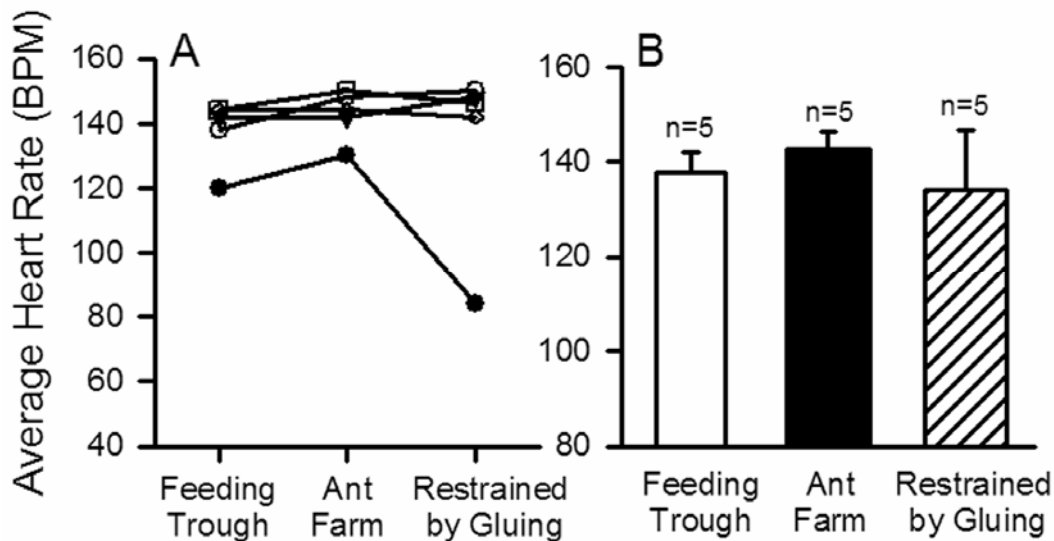 Average Heart Rate (BPM)
A
160
140
120
100
80
60
40
Feeding
Trough
Ant
Farm
Restrained
by Gluing
B
160
140
120
100
80
n=5
n=5
n=5
Feeding
Trough
Ant
Farm
Restrained
by Gluing